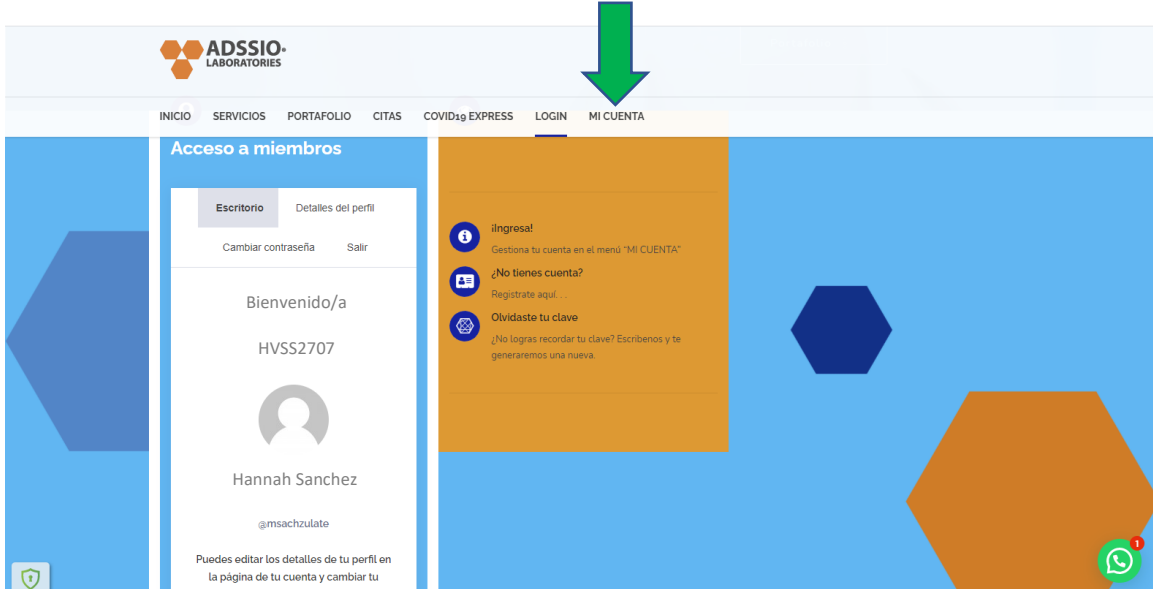 ADSSIO®
LABORATORIES
INICIO SERVICIOS PORTAFOLIO CITAS COVID19 EXPRESS LOGIN MI CUENTA
Acceso a miembros
Escritorio Detalles del perfil
Cambiar contraseña Salir
Bienvenido/a
HVSS2707
Hannah Sanchez
@msachzulate
Puedes editar los detalles de tu perfil en
la página de tu cuenta y cambiar tu
¡Ingresa!
Gestiona tu cuenta en el menú "MI CUENTA"
¿No tienes cuenta?
Registrate aquí. . .
Olvidaste tu clave
¿No logras recordar tu clave? Escribenos y te
generaremos una nueva.
1